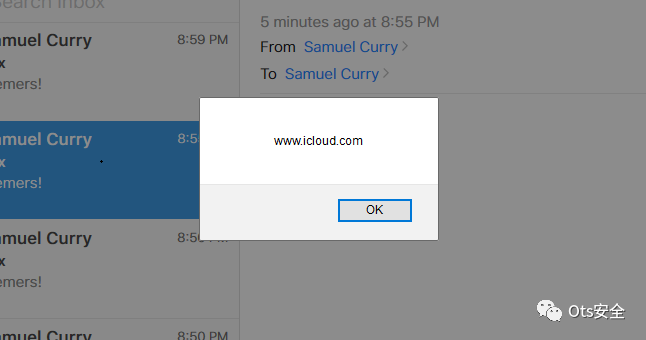 Search Inbox
amuel Curry 8:59 PM
x
emers!
amuel Curry 8:5
x
emers!
amuel Curry
x
emers!
amuel Curry 8:50 PM
5 minutes ago at 8:55 PM
From Samuel Curry >
To Samuel Curry >
www.icloud.com
OK
Ots安全